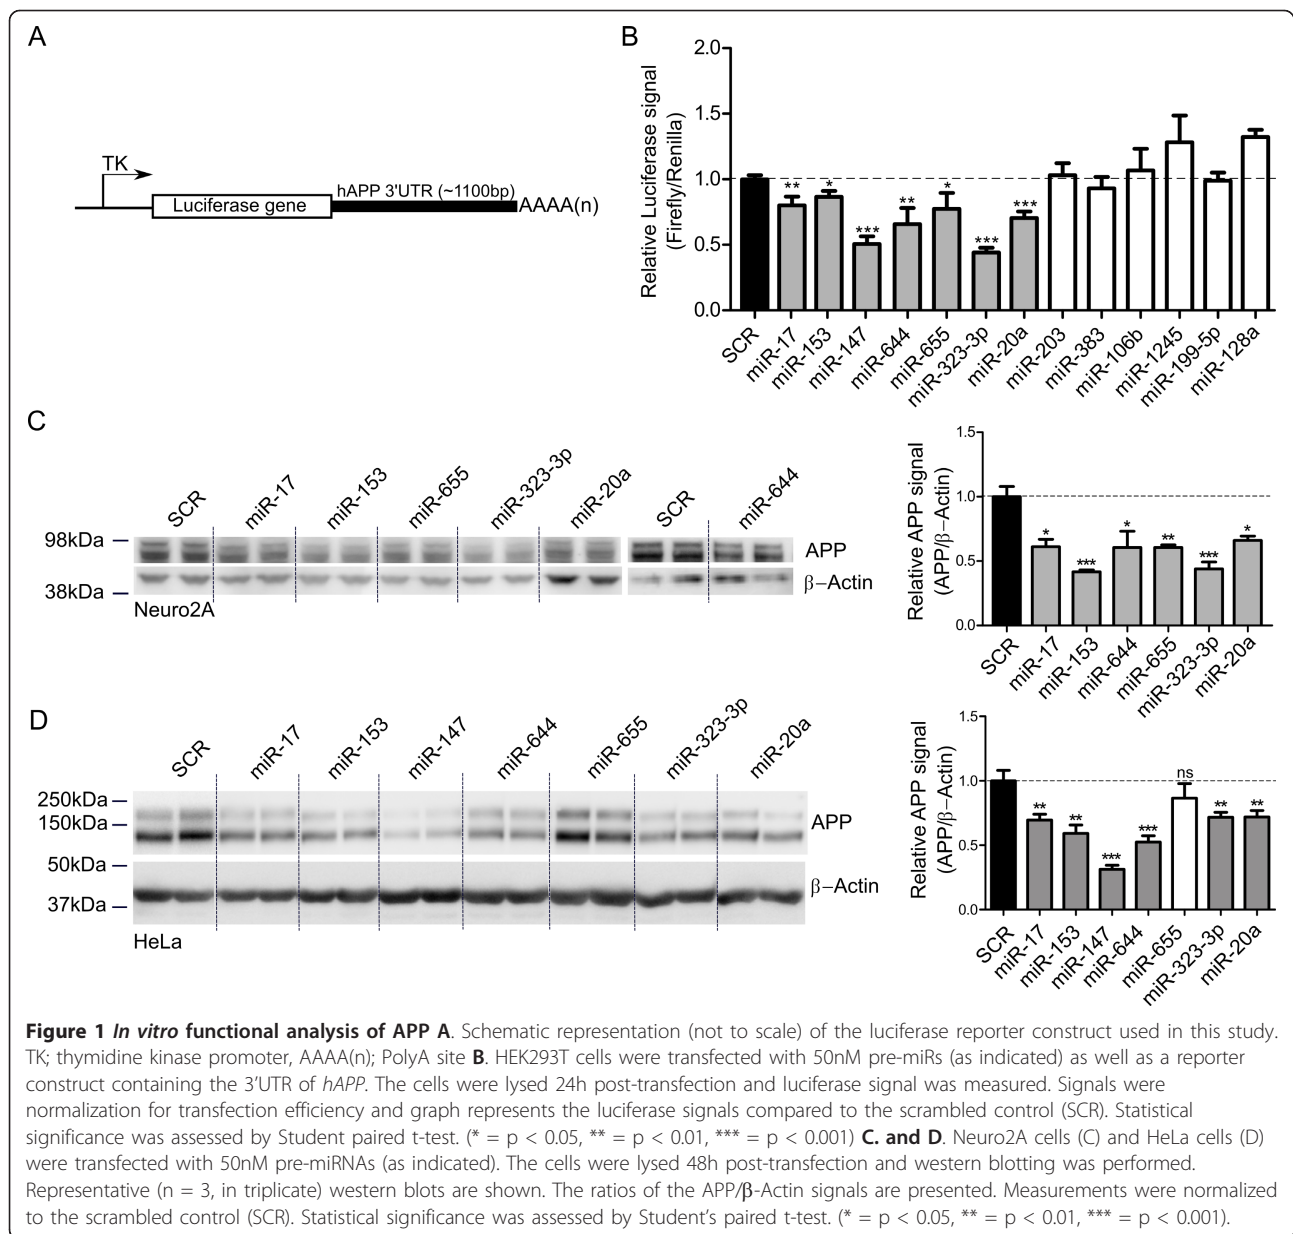 A
TK
hAPP 3'UTR (~1100bp)
Luciferase gene
AAAA(n)
B
Relative Luciferase signal
(Firefly/Renilla)
2.0
1.5
1.0
0.5
0.0
**
*
***
**
*
***
***
SCR
miR-17
miR-153
miR-147
miR-644
miR-655
miR-323-3p
miR-20a
miR-203
miR-383
miR-106b
miR-1245
miR-199-5p
miR-128a
C
SCR
miR-17
miR-153
miR-655
miR-323-3p
miR-20a
SCR
miR-644
98kDa
APP
β–Actin
38kDa
Neuro2A
Relative APP signal
(APP/β–Actin)
1.5
1.0
0.5
0.0
*
***
*
**
***
*
SCR
miR-17
miR-153
miR-644
miR-655
miR-323-3p
miR-20a
D
SCR
miR-17
miR-153
miR-147
miR-644
miR-655
miR-323-3p
miR-20a
250kDa
150kDa
APP
50kDa
β–Actin
37kDa
HeLa
Relative APP signal
(APP/β–Actin)
1.5
1.0
0.5
0.0
**
**
***
***
ns
**
**
SCR
miR-17
miR-153
miR-147
miR-644
miR-655
miR-323-3p
miR-20a
Figure 1 In vitro functional analysis of APP A. Schematic representation (not to scale) of the luciferase reporter construct used in this study.
TK; thymidine kinase promoter, AAAA(n); PolyA site B. HEK293T cells were transfected with 50nM pre-miRs (as indicated) as well as a reporter
construct containing the 3'UTR of hAPP. The cells were lysed 24h post-transfection and luciferase signal was measured. Signals were
normalization for transfection efficiency and graph represents the luciferase signals compared to the scrambled control (SCR). Statistical
significance was assessed by Student paired t-test. (* = p < 0.05, ** = p < 0.01, *** = p < 0.001) C. and D. Neuro2A cells (C) and HeLa cells (D)
were transfected with 50nM pre-miRNAs (as indicated). The cells were lysed 48h post-transfection and western blotting was performed.
Representative (n = 3, in triplicate) western blots are shown. The ratios of the APP/β-Actin signals are presented. Measurements were normalized
to the scrambled control (SCR). Statistical significance was assessed by Student's paired t-test. (* = p < 0.05, ** = p < 0.01, *** = p < 0.001).